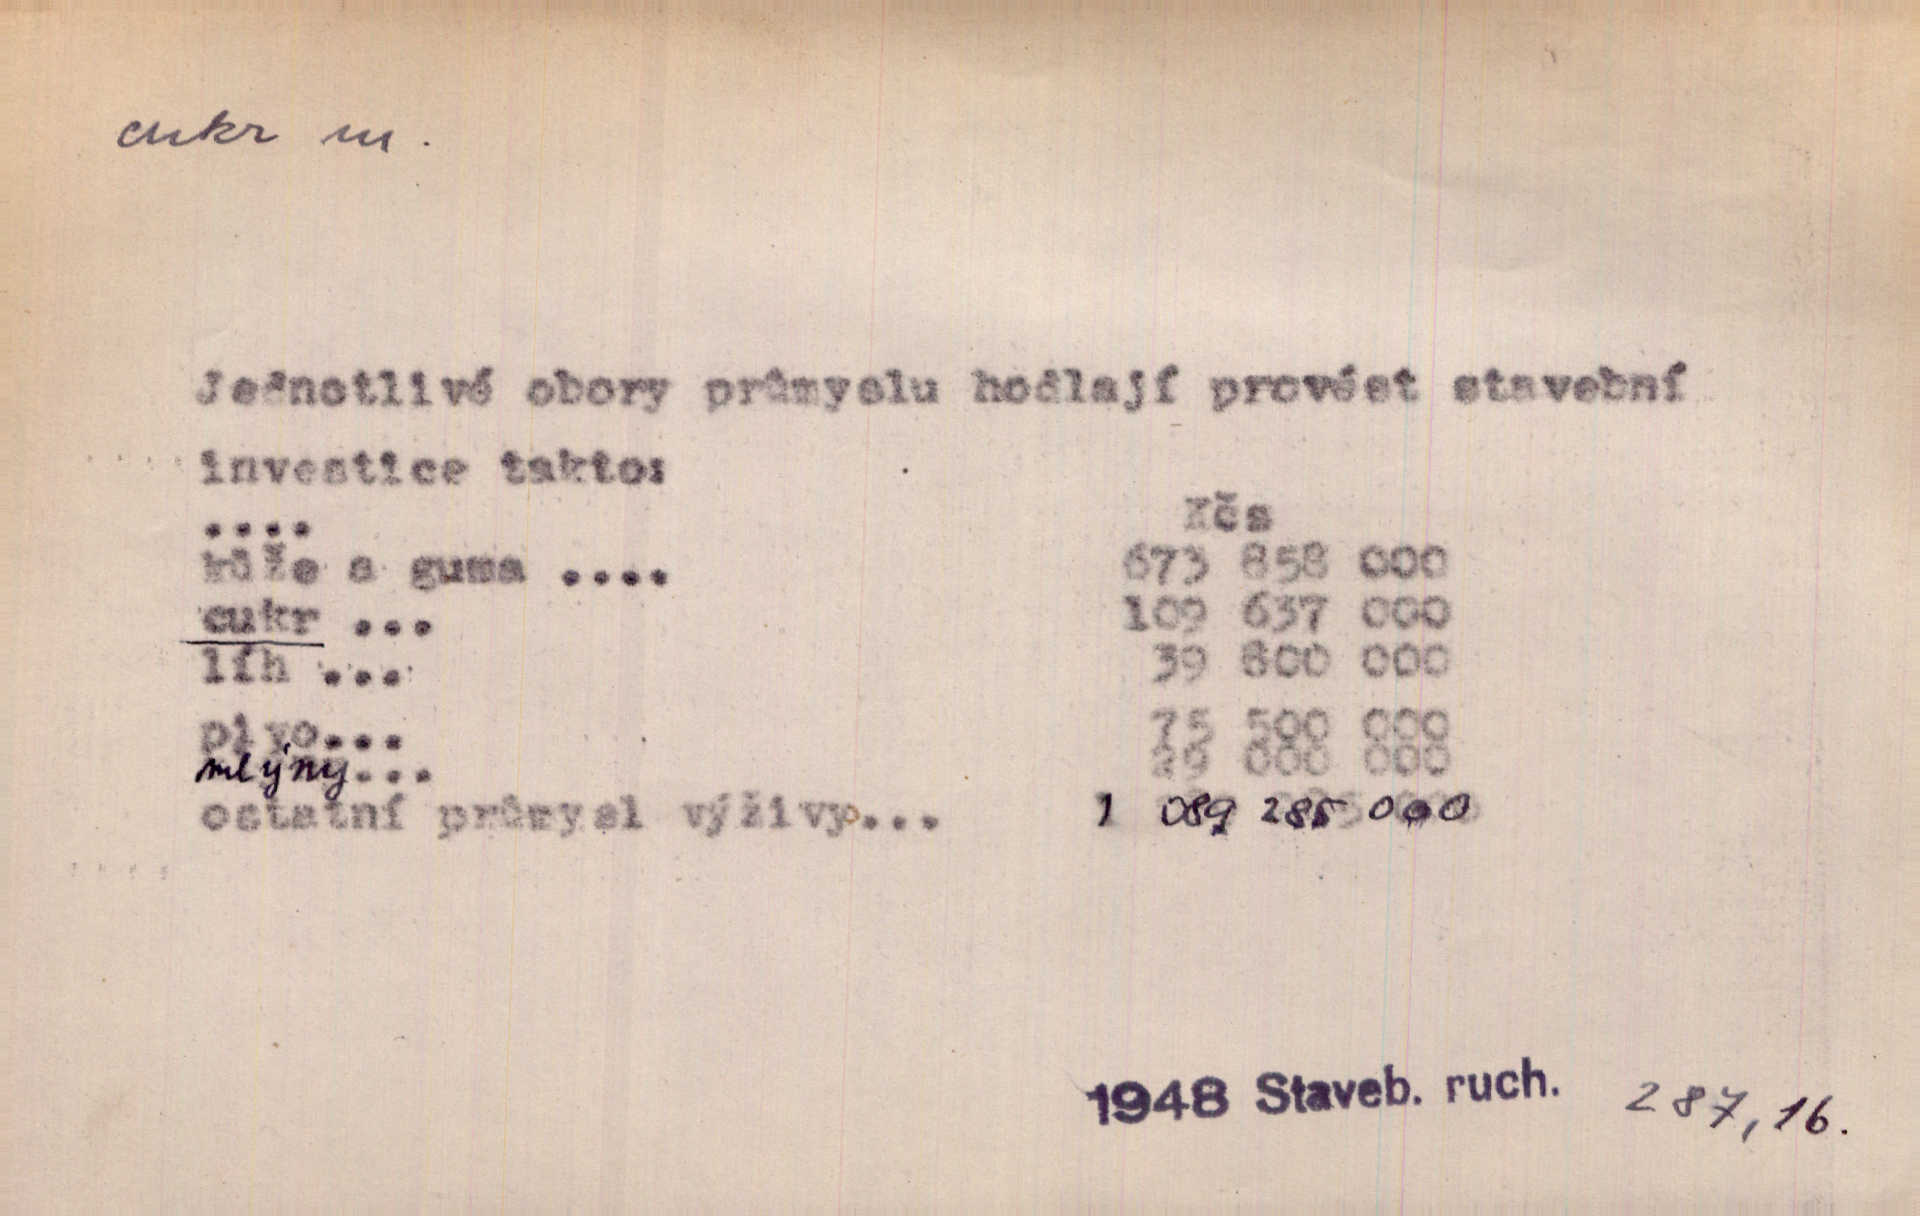 cukr m.
Jednotlivé obory průmyslu hodlají provést stavební
investice takto:
Kčs
....
kůže a guma .... 673 858 000
cukr ... 109 637 000
líh ... 39 800 000
pivo... 75 500 000
mlýny... 29 000 000
ostatní průmysl výživy... 1 089 285 000
1948 Staveb. ruch. 287,16.